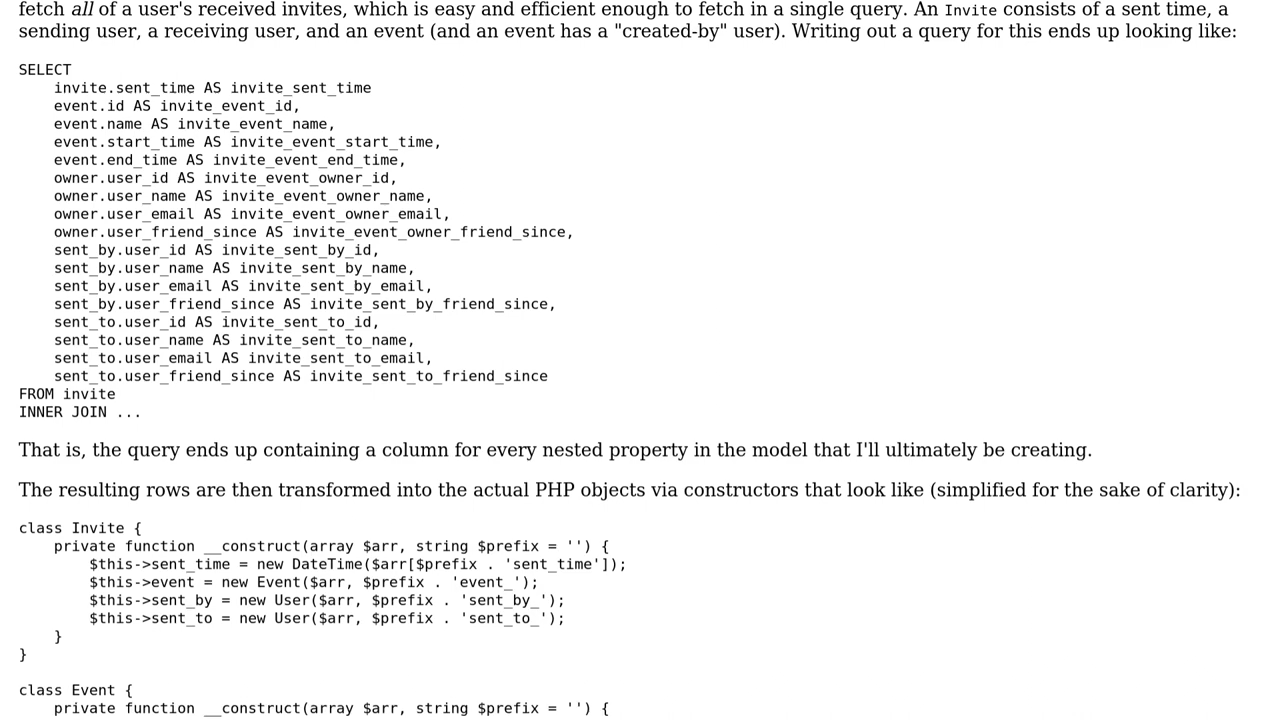 fetch all of a user's received invites, which is easy and efficient enough to fetch in a single query. An Invite consists of a sent time, a
sending user, a receiving user, and an event (and an event has a "created-by" user). Writing out a query for this ends up looking like:
SELECT
    invite.sent_time AS invite_sent_time
    event.id AS invite_event_id,
    event.name AS invite_event_name,
    event.start_time AS invite_event_start_time,
    event.end_time AS invite_event_end_time,
    owner.user_id AS invite_event_owner_id,
    owner.user_name AS invite_event_owner_name,
    owner.user_email AS invite_event_owner_email,
    owner.user_friend_since AS invite_event_owner_friend_since,
    sent_by.user_id AS invite_sent_by_id,
    sent_by.user_name AS invite_sent_by_name,
    sent_by.user_email AS invite_sent_by_email,
    sent_by.user_friend_since AS invite_sent_by_friend_since,
    sent_to.user_id AS invite_sent_to_id,
    sent_to.user_name AS invite_sent_to_name,
    sent_to.user_email AS invite_sent_to_email,
    sent_to.user_friend_since AS invite_sent_to_friend_since
FROM invite
INNER JOIN ...
That is, the query ends up containing a column for every nested property in the model that I'll ultimately be creating.
The resulting rows are then transformed into the actual PHP objects via constructors that look like (simplified for the sake of clarity):
class Invite {
    private function __construct(array $arr, string $prefix = '') {
        $this->sent_time = new DateTime($arr[$prefix . 'sent_time']);
        $this->event = new Event($arr, $prefix . 'event_');
        $this->sent_by = new User($arr, $prefix . 'sent_by_');
        $this->sent_to = new User($arr, $prefix . 'sent_to_');
    }
}
class Event {
    private function __construct(array $arr, string $prefix = '') {